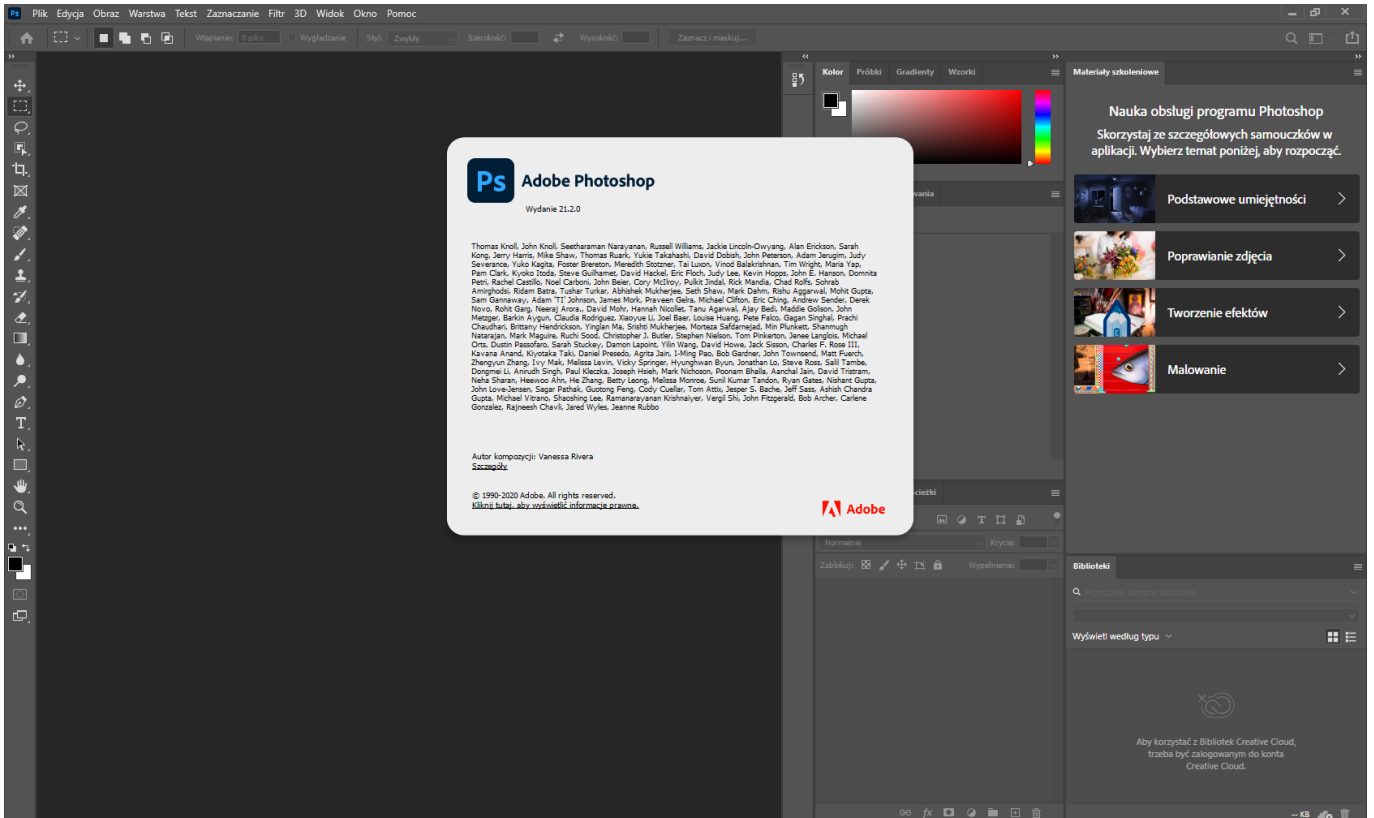 Ps Plik Edycja Obraz Warstwa Tekst Zaznaczanie Filtr 3D Widok Okno Pomoc
Wtapianie: 0 piks. Wygładzanie Styl: Zwykły Szerokość: Wysokość: Zaznacz i maskuj...
Kolor Próbki Gradienty Wzorki
Materiały szkoleniowe
Nauka obsługi programu Photoshop
Skorzystaj ze szczegółowych samouczków w
aplikacji. Wybierz temat poniżej, aby rozpocząć.
Podstawowe umiejętności
Poprawianie zdjęcia
Tworzenie efektów
Malowanie
Ps Adobe Photoshop
Wydanie 21.2.0
Thomas Knoll, John Knoll, Seetharaman Narayanan, Russell Williams, Jackie Lincoln-Owyang, Alan Erickson, Sarah
Kong, Jerry Harris, Mike Shaw, Thomas Ruark, Yukie Takahashi, David Dobish, John Peterson, Adam Jerugim, Judy
Severance, Yuko Kagita, Foster Brereton, Meredith Stotzner, Tai Luxon, Vinod Balakrishnan, Tim Wright, Maria Yap,
Pam Clark, Kyoko Itoda, Steve Guilhamet, David Hackel, Eric Floch, Judy Lee, Kevin Hopps, John E. Hanson, Domnita
Petri, Rachel Castillo, Noel Carboni, John Beier, Cory McIlroy, Pulkit Jindal, Rick Mandia, Chad Rolfs, Sohrab
Amirghodsi, Ridam Batra, Tushar Turkar, Abhishek Mukherjee, Seth Shaw, Mark Dahm, Rishu Aggarwal, Mohit Gupta,
Sam Gannaway, Adam 'TI' Johnson, James Mork, Praveen Gelra, Michael Clifton, Eric Ching, Andrew Sender, Derek
Novo, Rohit Garg, Neeraj Arora., David Mohr, Hannah Nicollet, Tanu Agarwal, Ajay Bedi, Maddie Golison, John
Metzger, Barkin Aygun, Claudia Rodriguez, Xiaoyue Li, Joel Baer, Louise Huang, Pete Falco, Gagan Singhal, Prachi
Chaudhari, Brittany Hendrickson, Yinglan Ma, Srishti Mukherjee, Morteza Safdarnejad, Min Plunkett, Shanmugh
Natarajan, Mark Maguire, Ruchi Sood, Christopher J. Butler, Stephen Nielson, Tom Pinkerton, Jenee Langlois, Michael
Orts, Dustin Passofaro, Sarah Stuckey, Damon Lapoint, Yilin Wang, David Howe, Jack Sisson, Charles F. Rose III,
Kavana Anand, Kiyotaka Taki, Daniel Presedo, Agrita Jain, I-Ming Pao, Bob Gardner, John Townsend, Matt Fuerch,
Zhengyun Zhang, Ivy Mak, Melissa Levin, Vicky Springer, Hyunghwan Byun, Jonathan Lo, Steve Ross, Salil Tambe,
Dongmei Li, Anirudh Singh, Paul Kleczka, Joseph Hsieh, Mark Nichoson, Poonam Bhalla, Aanchal Jain, David Tristram,
Neha Sharan, Heewoo Ahn, He Zhang, Betty Leong, Melissa Monroe, Sunil Kumar Tandon, Ryan Gates, Nishant Gupta,
John Love-Jensen, Sagar Pathak, Guotong Feng, Cody Cuellar, Tom Attix, Jesper S. Bache, Jeff Sass, Ashish Chandra
Gupta, Michael Vitrano, Shaoshing Lee, Ramanarayanan Krishnaiyer, Vergil Shi, John Fitzgerald, Bob Archer, Carlene
Gonzalez, Rajneesh Chavli, Jared Wyles, Jeanne Rubbo
Autor kompozycji: Vanessa Rivera
Szczegóły
© 1990-2020 Adobe. All rights reserved.
Kliknij tutaj, aby wyświetlić informacje prawne.
Adobe
Normalnie Krycie:
Zablokuj: Wypełnienie:
Biblioteki
Przeszukaj bieżącą bibliotekę
Wyświetl według typu
Aby korzystać z Bibliotek Creative Cloud,
trzeba być zalogowanym do konta
Creative Cloud.
fx
-- KB